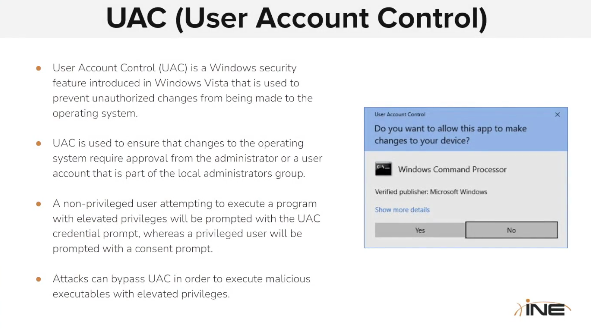 UAC (User Account Control)
User Account Control (UAC) is a Windows security
feature introduced in Windows Vista that is used to
prevent unauthorized changes from being made to the
operating system.
UAC is used to ensure that changes to the operating
system require approval from the administrator or a user
account that is part of the local administrators group.
A non-privileged user attempting to execute a program
with elevated privileges will be prompted with the UAC
credential prompt, whereas a privileged user will be
prompted with a consent prompt.
Attacks can bypass UAC in order to execute malicious
executables with elevated privileges.
User Account Control
Do you want to allow this app to make
changes to your device?
Windows Command Processor
Verified publisher: Microsoft Windows
Show more details
Yes No
INE